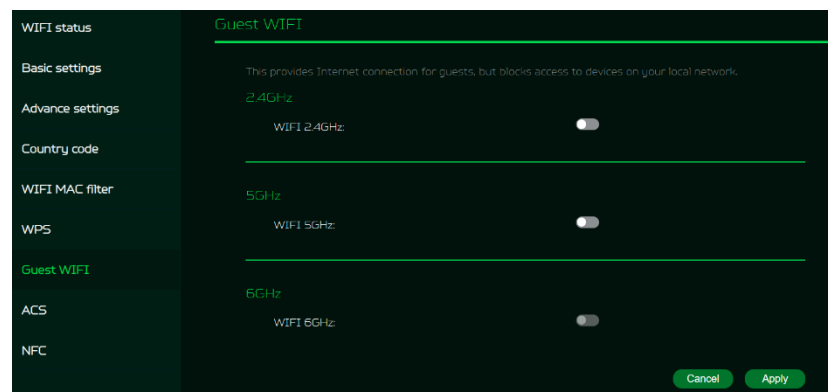 WIFI status
Basic settings
Advance settings
Country code
WIFI MAC filter
WPS
Guest WIFI
ACS
NFC
Guest WIFI
This provides Internet connection for guests, but blocks access to devices on your local network.
2.4GHz
WIFI 2.4GHz:
5GHz
WIFI 5GHz:
6GHz
WIFI 6GHz:
Cancel Apply